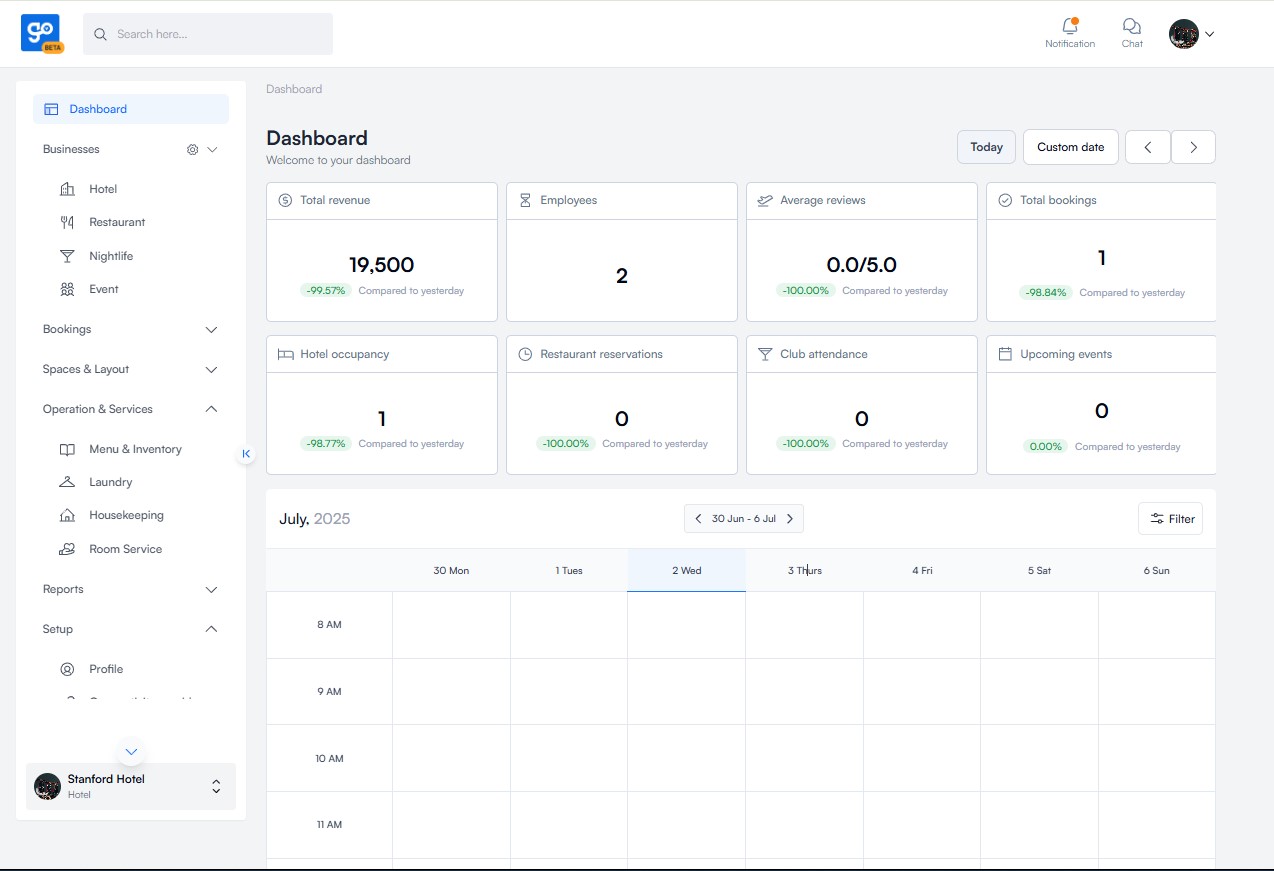 go
BETA
Search here...
Notification
Chat
Dashboard
Businesses
Hotel
Restaurant
Nightlife
Event
Bookings
Spaces & Layout
Operation & Services
Menu & Inventory
Laundry
Housekeeping
Room Service
Reports
Setup
Profile
Stanford Hotel
Hotel
Dashboard
Dashboard
Welcome to your dashboard
Today
Custom date
Total revenue
19,500
-99.57% Compared to yesterday
Employees
2
Average reviews
0.0/5.0
-100.00% Compared to yesterday
Total bookings
1
-98.84% Compared to yesterday
Hotel occupancy
1
-98.77% Compared to yesterday
Restaurant reservations
0
-100.00% Compared to yesterday
Club attendance
0
-100.00% Compared to yesterday
Upcoming events
0
0.00% Compared to yesterday
July, 2025
30 Jun - 6 Jul
Filter
30 Mon 1 Tues 2 Wed 3 Thurs 4 Fri 5 Sat 6 Sun
8 AM
9 AM
10 AM
11 AM